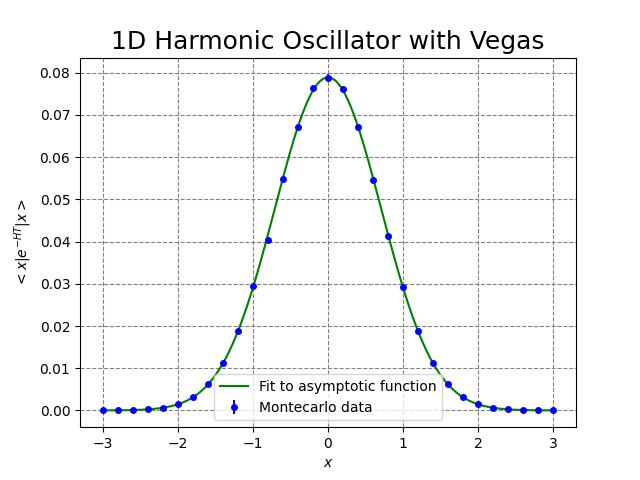 1D Harmonic Oscillator with Vegas
< x|e^{-HT}|x >
0.08
0.07
0.06
0.05
0.04
0.03
0.02
0.01
0.00
Fit to asymptotic function
Montecarlo data
−3 −2 −1 0 1 2 3
x